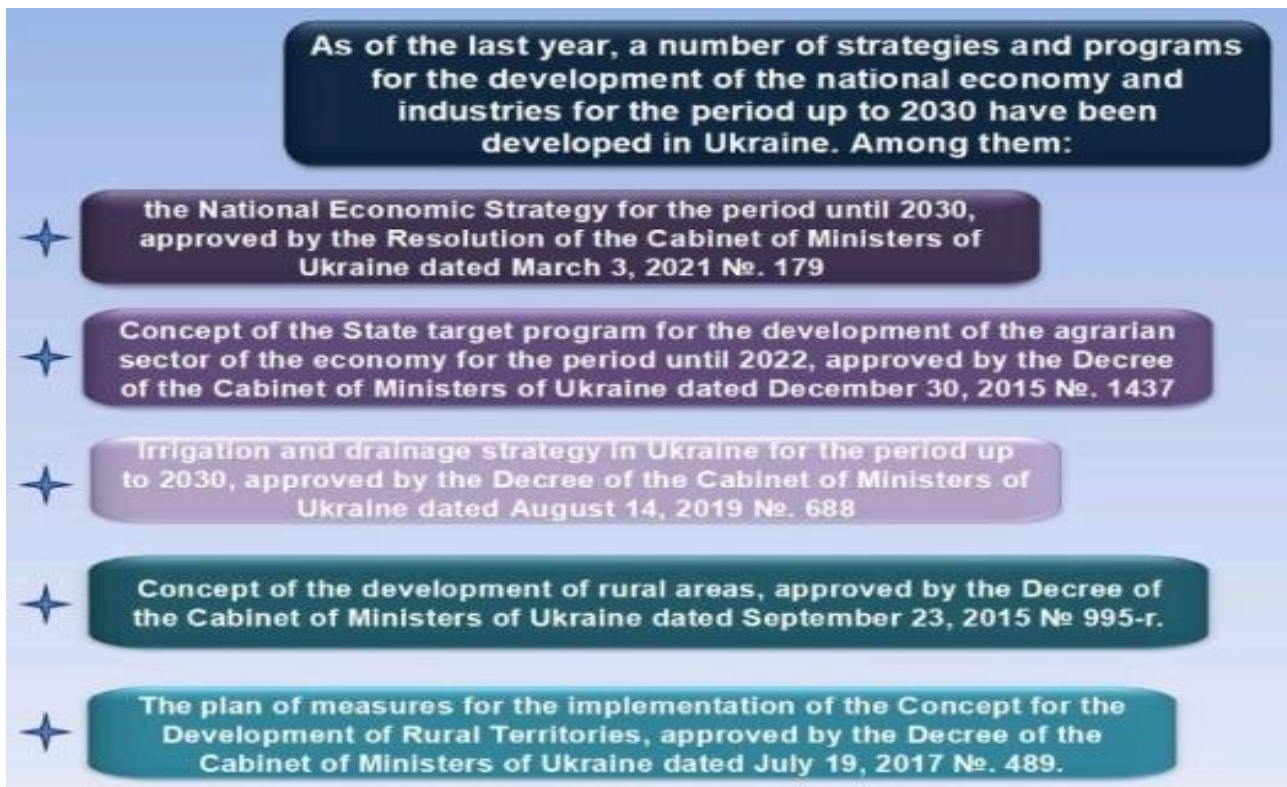 As of the last year, a number of strategies and programs
for the development of the national economy and
industries for the period up to 2030 have been
developed in Ukraine. Among them:
the National Economic Strategy for the period until 2030,
approved by the Resolution of the Cabinet of Ministers of
Ukraine dated March 3, 2021 №. 179
Concept of the State target program for the development of the agrarian
sector of the economy for the period until 2022, approved by the Decree
of the Cabinet of Ministers of Ukraine dated December 30, 2015 №. 1437
Irrigation and drainage strategy in Ukraine for the period up
to 2030, approved by the Decree of the Cabinet of Ministers of
Ukraine dated August 14, 2019 №. 688
Concept of the development of rural areas, approved by the Decree of
the Cabinet of Ministers of Ukraine dated September 23, 2015 № 995-r.
The plan of measures for the implementation of the Concept for the
Development of Rural Territories, approved by the Decree of the
Cabinet of Ministers of Ukraine dated July 19, 2017 №. 489.